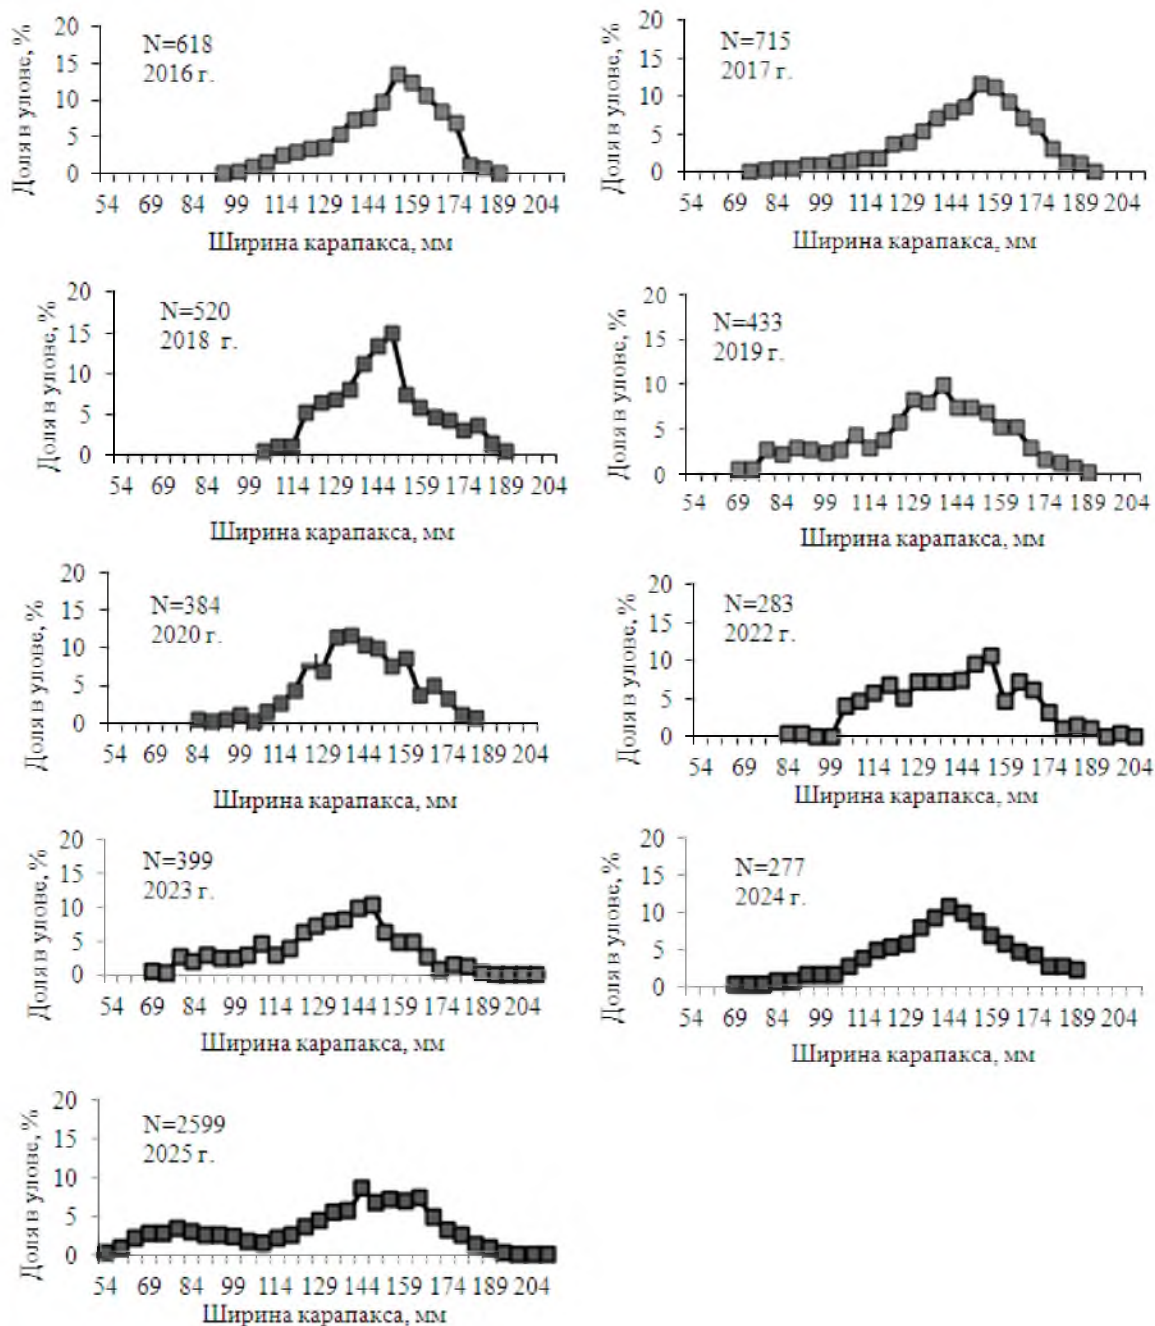 Доля в улове, %
20
15
10
5
0
N=618
2016 г.
54 69 84 99 114 129 144 159 174 189 204
Ширина карапакса, мм
Доля в улове, %
20
15
10
5
0
N=715
2017 г.
54 69 84 99 114 129 144 159 174 189 204
Ширина карапакса, мм
Доля в улове, %
20
15
10
5
0
N=520
2018 г.
54 69 84 99 114 129 144 159 174 189 204
Ширина карапакса, мм
Доля в улове, %
20
15
10
5
0
N=433
2019 г.
54 69 84 99 114 129 144 159 174 189 204
Ширина карапакса, мм
Доля в улове, %
20
15
10
5
0
N=384
2020 г.
54 69 84 99 114 129 144 159 174 189 204
Ширина карапакса, мм
Доля в улове, %
20
15
10
5
0
N=283
2022 г.
54 69 84 99 114 129 144 159 174 189 204
Ширина карапакса, мм
Доля в улове, %
20
15
10
5
0
N=399
2023 г.
54 69 84 99 114 129 144 159 174 189 204
Ширина карапакса, мм
Доля в улове, %
20
15
10
5
0
N=277
2024 г.
54 69 84 99 114 129 144 159 174 189 204
Ширина карапакса, мм
Доля в улове, %
20
15
10
5
0
N=2599
2025 г.
54 69 84 99 114 129 144 159 174 189 204
Ширина карапакса, мм